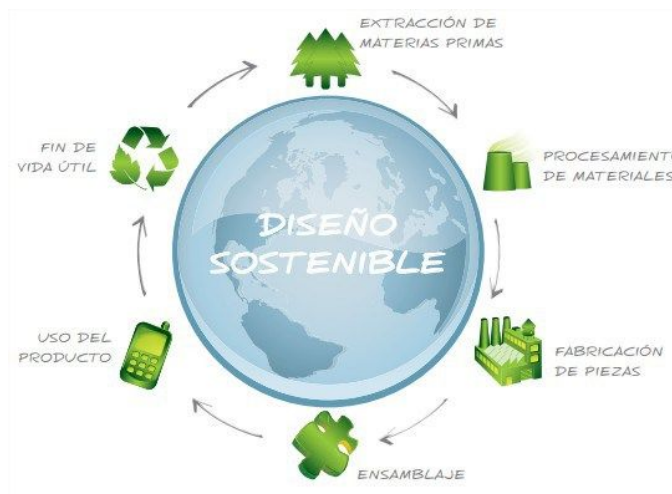 DISEÑO
SOSTENIBLE
EXTRACCIÓN DE
MATERIAS PRIMAS
PROCESAMIENTO
DE MATERIALES
FABRICACIÓN
DE PIEZAS
ENSAMBLAJE
USO DEL
PRODUCTO
FIN DE
VIDA ÚTIL